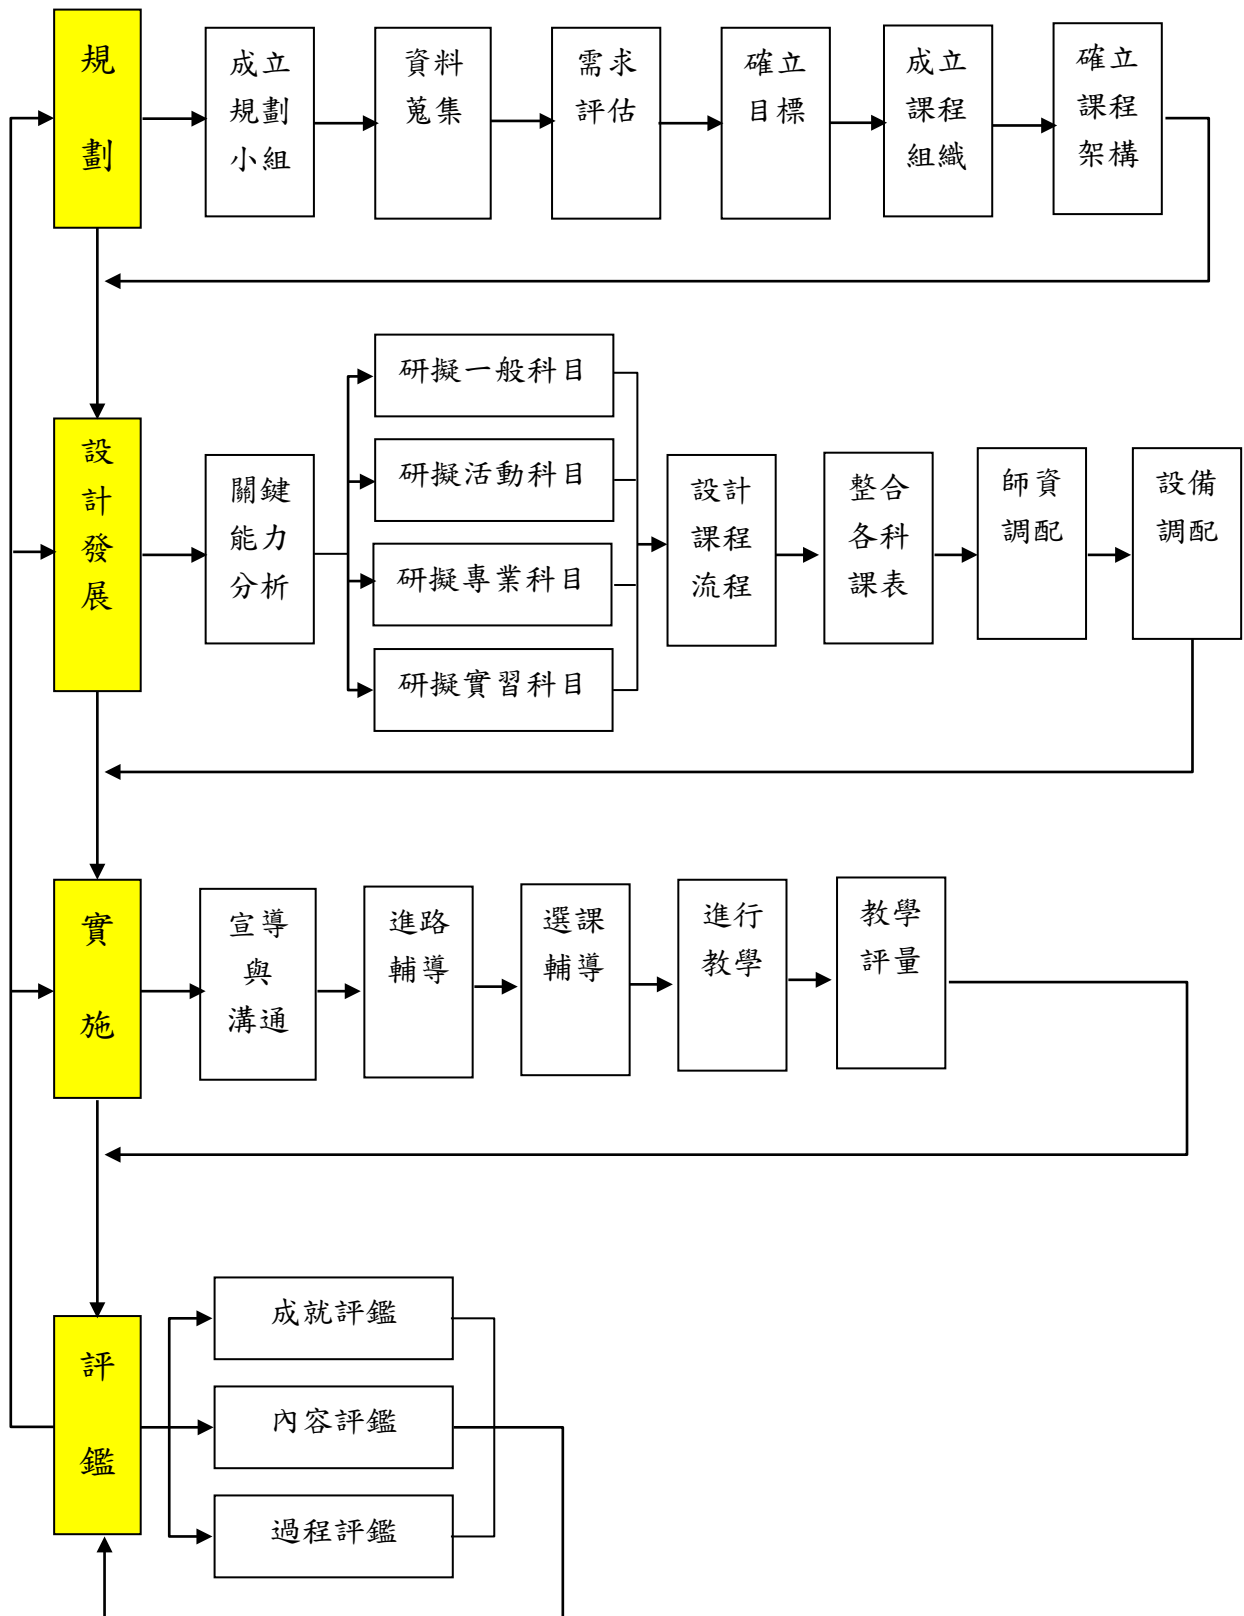 規
劃
成立
規劃
小組
資料
蒐集
需求
評估
確立
目標
成立
課程
組織
確立
課程
架構
設
計
發
展
關鍵
能力
分析
研擬一般科目
研擬活動科目
研擬專業科目
研擬實習科目
設計
課程
流程
整合
各科
課表
師資
調配
設備
調配
實
施
宣導
與
溝通
進路
輔導
選課
輔導
進行
教學
教學
評量
評
鑑
成就評鑑
內容評鑑
過程評鑑